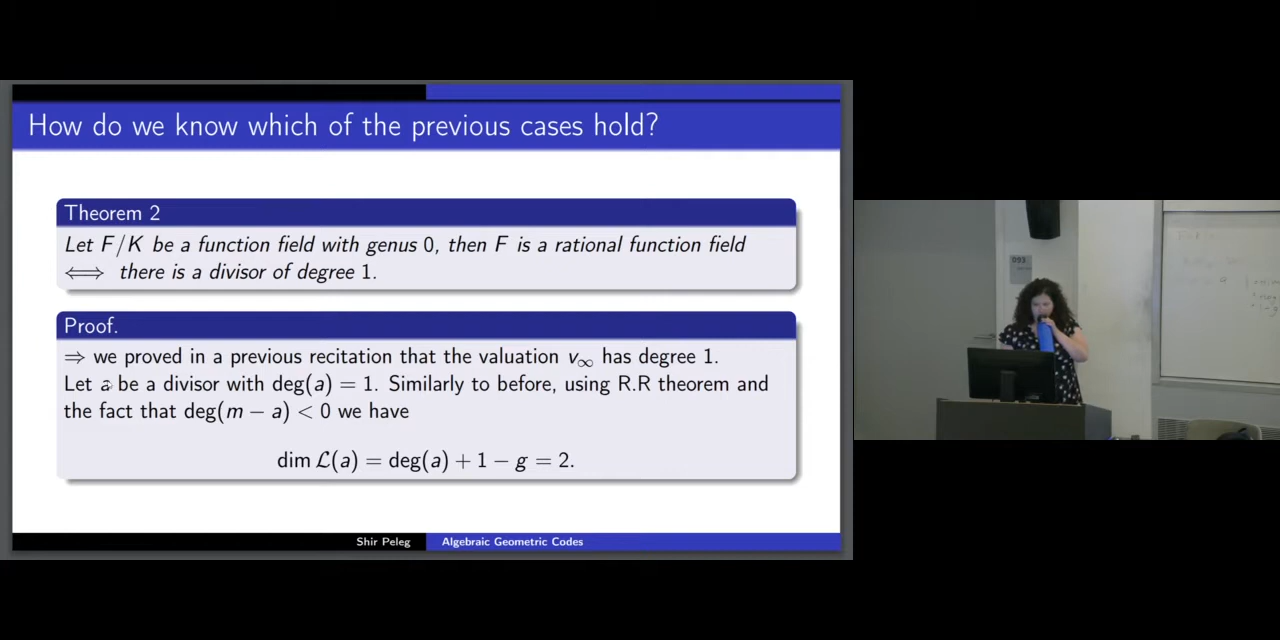 How do we know which of the previous cases hold?
Theorem 2
Let F/K be a function field with genus 0, then F is a rational function field
⟺ there is a divisor of degree 1.
Proof.
⇒ we proved in a previous recitation that the valuation v∞ has degree 1.
Let a be a divisor with deg(a) = 1. Similarly to before, using R.R theorem and
the fact that deg(m − a) < 0 we have
dim ℒ(a) = deg(a) + 1 − g = 2.
Shir Peleg
Algebraic Geometric Codes
093